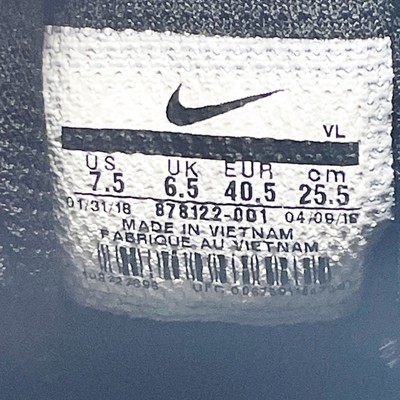 VL
US UK EUR cm
7.5 6.5 40.5 25.5
01/31/18 878122-001 04/09/18
MADE IN VIETNAM
FABRIQUE AU VIETNAM